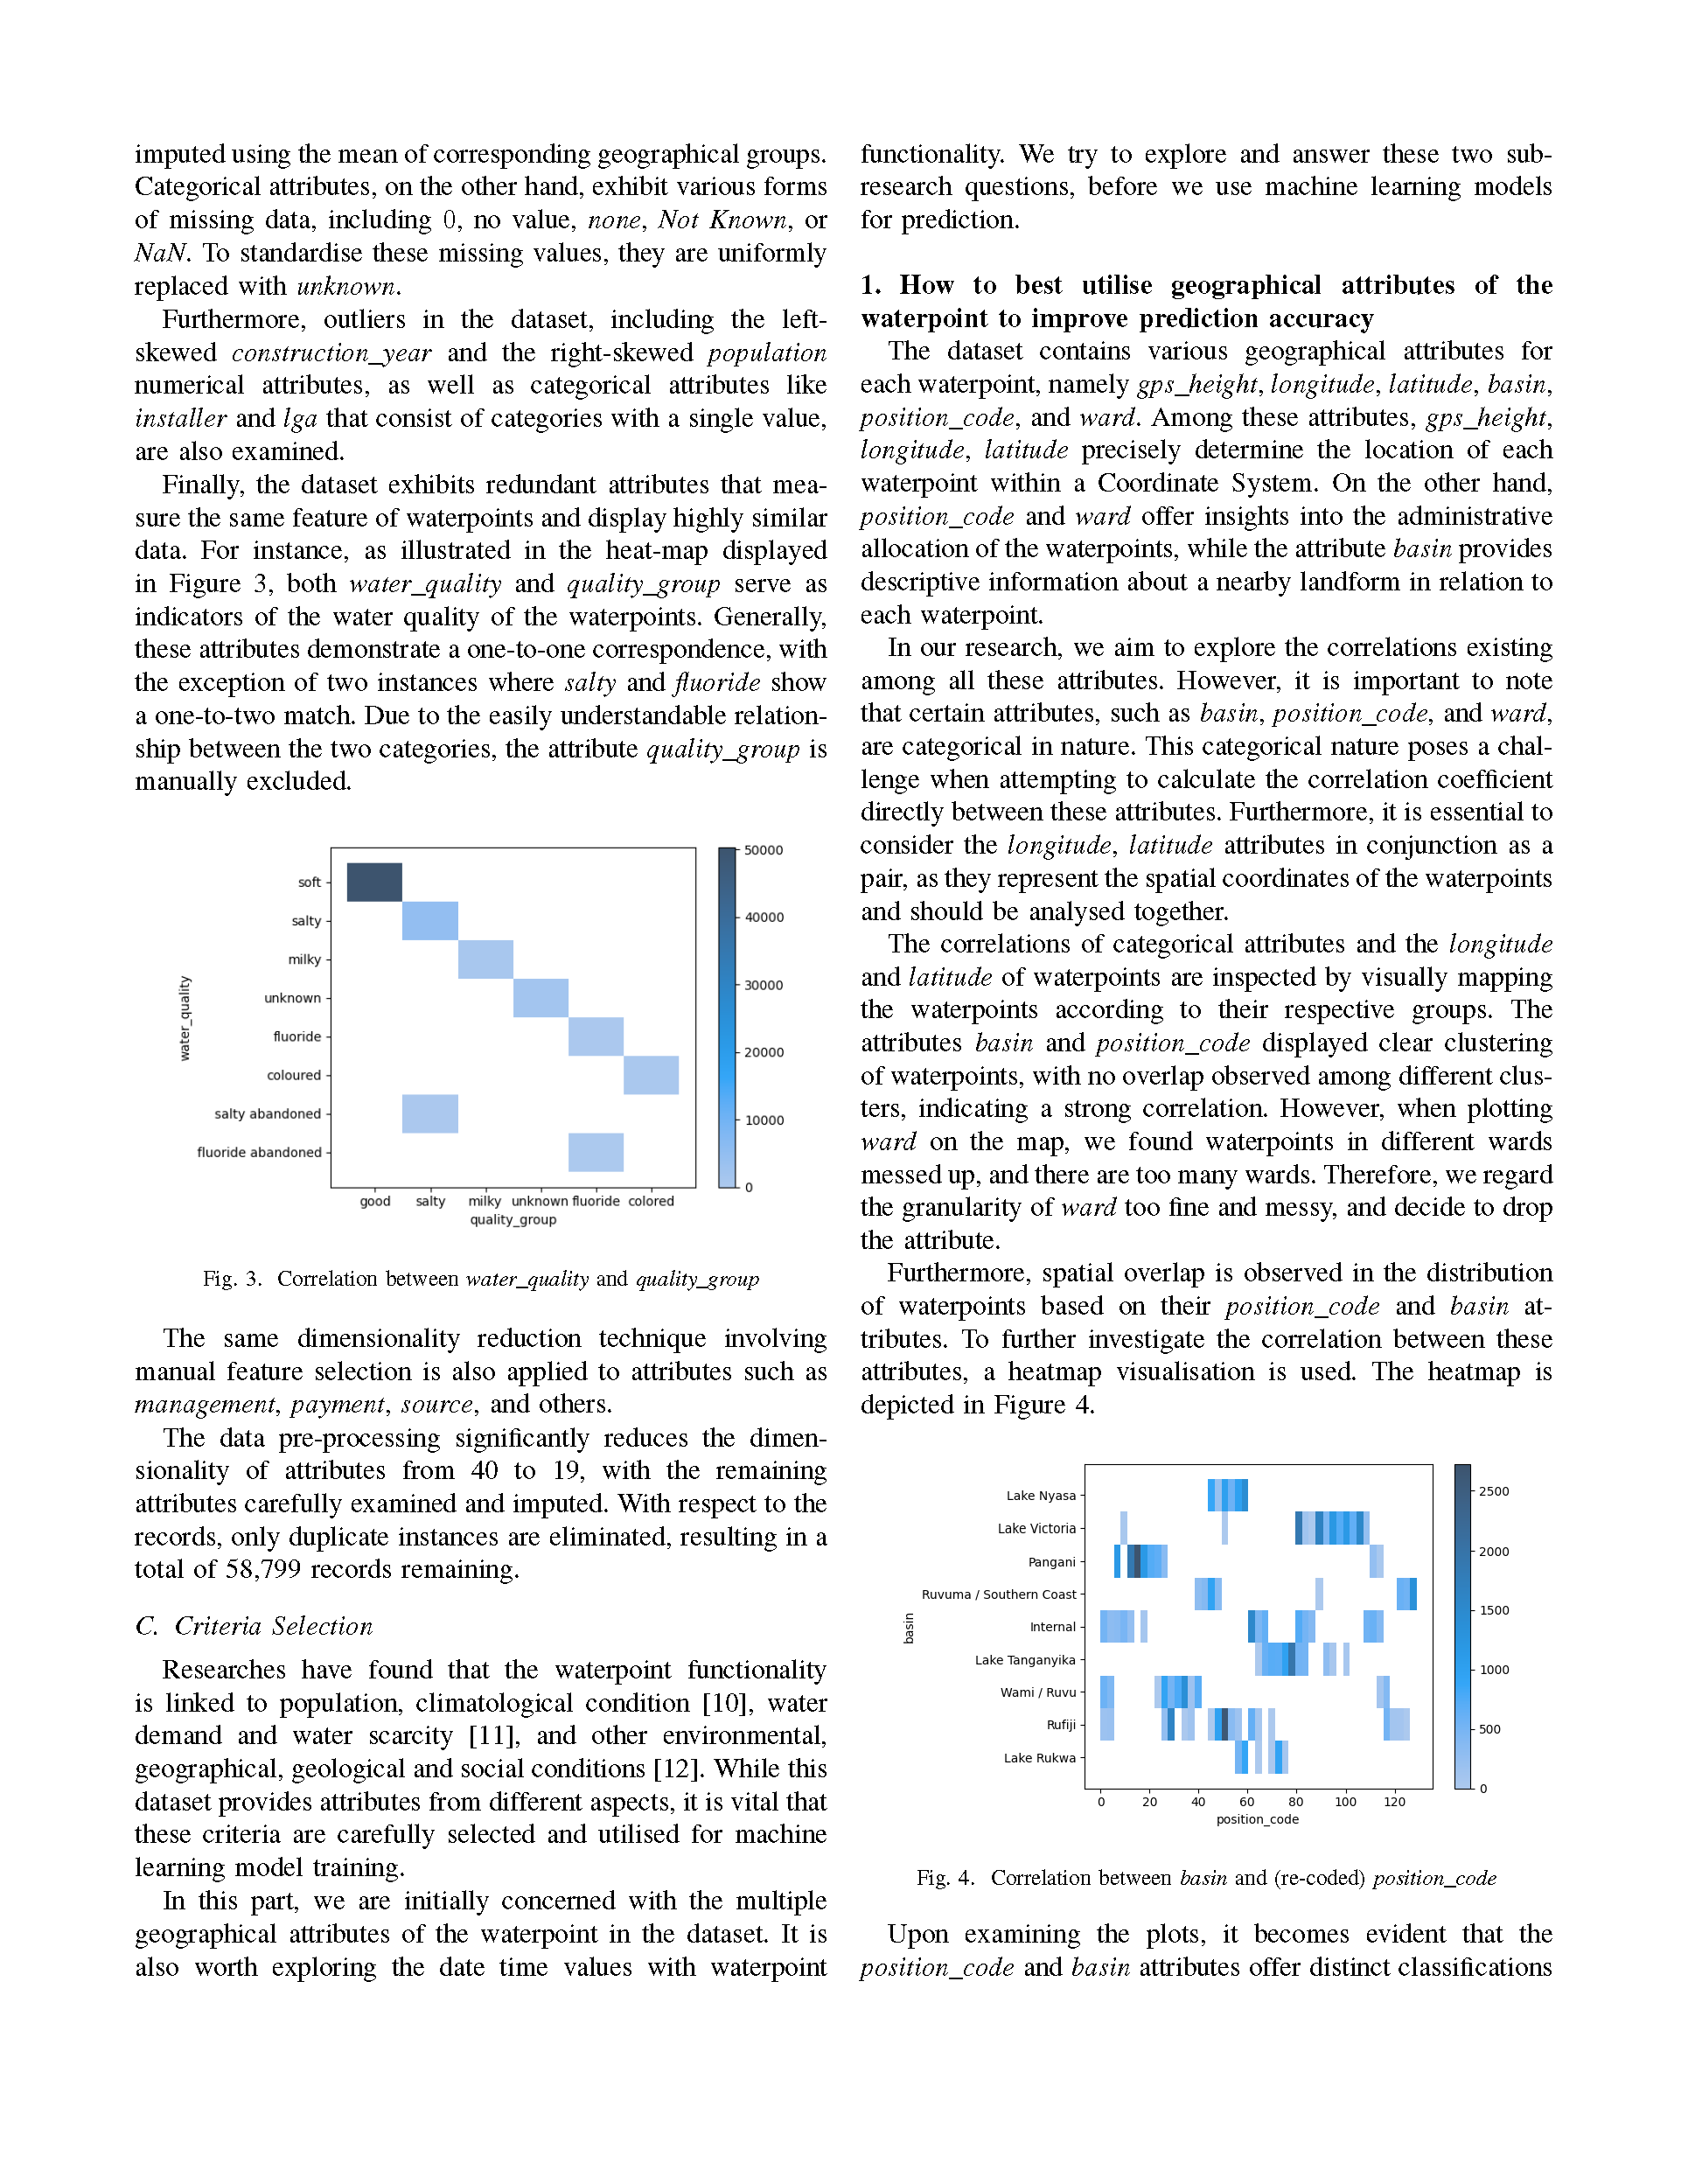 imputed using the mean of corresponding geographical groups.
Categorical attributes, on the other hand, exhibit various forms
of missing data, including 0, no value, none, Not Known, or
NaN. To standardise these missing values, they are uniformly
replaced with unknown.
Furthermore, outliers in the dataset, including the left-
skewed construction_year and the right-skewed population
numerical attributes, as well as categorical attributes like
installer and lga that consist of categories with a single value,
are also examined.
Finally, the dataset exhibits redundant attributes that mea-
sure the same feature of waterpoints and display highly similar
data. For instance, as illustrated in the heat-map displayed
in Figure 3, both water_quality and quality_group serve as
indicators of the water quality of the waterpoints. Generally,
these attributes demonstrate a one-to-one correspondence, with
the exception of two instances where salty and fluoride show
a one-to-two match. Due to the easily understandable relation-
ship between the two categories, the attribute quality_group is
manually excluded.
water_quality
soft
salty
milky
unknown
fluoride
coloured
salty abandoned
fluoride abandoned
good salty milky unknown fluoride colored
quality_group
50000
40000
30000
20000
10000
0
Fig. 3. Correlation between water_quality and quality_group
The same dimensionality reduction technique involving
manual feature selection is also applied to attributes such as
management, payment, source, and others.
The data pre-processing significantly reduces the dimen-
sionality of attributes from 40 to 19, with the remaining
attributes carefully examined and imputed. With respect to the
records, only duplicate instances are eliminated, resulting in a
total of 58,799 records remaining.
C. Criteria Selection
Researches have found that the waterpoint functionality
is linked to population, climatological condition [10], water
demand and water scarcity [11], and other environmental,
geographical, geological and social conditions [12]. While this
dataset provides attributes from different aspects, it is vital that
these criteria are carefully selected and utilised for machine
learning model training.
In this part, we are initially concerned with the multiple
geographical attributes of the waterpoint in the dataset. It is
also worth exploring the date time values with waterpoint
functionality. We try to explore and answer these two sub-
research questions, before we use machine learning models
for prediction.
1. How to best utilise geographical attributes of the
waterpoint to improve prediction accuracy
The dataset contains various geographical attributes for
each waterpoint, namely gps_height, longitude, latitude, basin,
position_code, and ward. Among these attributes, gps_height,
longitude, latitude precisely determine the location of each
waterpoint within a Coordinate System. On the other hand,
position_code and ward offer insights into the administrative
allocation of the waterpoints, while the attribute basin provides
descriptive information about a nearby landform in relation to
each waterpoint.
In our research, we aim to explore the correlations existing
among all these attributes. However, it is important to note
that certain attributes, such as basin, position_code, and ward,
are categorical in nature. This categorical nature poses a chal-
lenge when attempting to calculate the correlation coefficient
directly between these attributes. Furthermore, it is essential to
consider the longitude, latitude attributes in conjunction as a
pair, as they represent the spatial coordinates of the waterpoints
and should be analysed together.
The correlations of categorical attributes and the longitude
and latitude of waterpoints are inspected by visually mapping
the waterpoints according to their respective groups. The
attributes basin and position_code displayed clear clustering
of waterpoints, with no overlap observed among different clus-
ters, indicating a strong correlation. However, when plotting
ward on the map, we found waterpoints in different wards
messed up, and there are too many wards. Therefore, we regard
the granularity of ward too fine and messy, and decide to drop
the attribute.
Furthermore, spatial overlap is observed in the distribution
of waterpoints based on their position_code and basin at-
tributes. To further investigate the correlation between these
attributes, a heatmap visualisation is used. The heatmap is
depicted in Figure 4.
basin
Lake Nyasa
Lake Victoria
Pangani
Ruvuma / Southern Coast
Internal
Lake Tanganyika
Wami / Ruvu
Rufiji
Lake Rukwa
0 20 40 60 80 100 120
position_code
2500
2000
1500
1000
500
0
Fig. 4. Correlation between basin and (re-coded) position_code
Upon examining the plots, it becomes evident that the
position_code and basin attributes offer distinct classifications